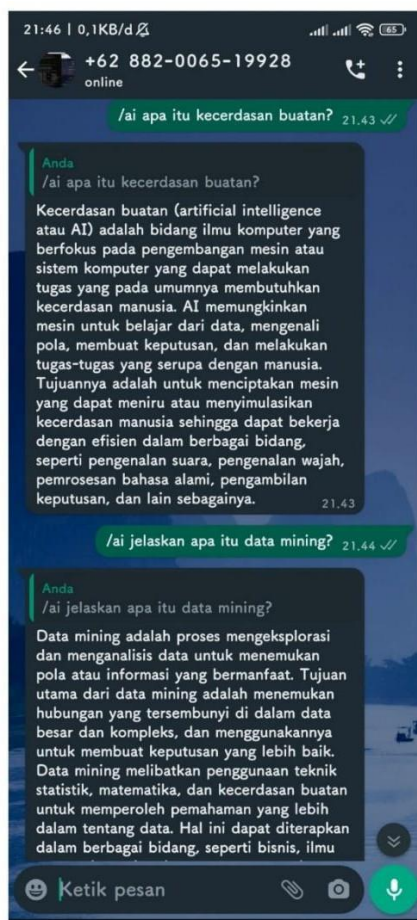 21:46 | 0,1KB/d
65
+62 882-0065-19928
online
/ai apa itu kecerdasan buatan? 21.43
Anda
/ai apa itu kecerdasan buatan?
Kecerdasan buatan (artificial intelligence
atau AI) adalah bidang ilmu komputer yang
berfokus pada pengembangan mesin atau
sistem komputer yang dapat melakukan
tugas yang pada umumnya membutuhkan
kecerdasan manusia. AI memungkinkan
mesin untuk belajar dari data, mengenali
pola, membuat keputusan, dan melakukan
tugas-tugas yang serupa dengan manusia.
Tujuannya adalah untuk menciptakan mesin
yang dapat meniru atau menyimulasikan
kecerdasan manusia sehingga dapat bekerja
dengan efisien dalam berbagai bidang,
seperti pengenalan suara, pengenalan wajah,
pemrosesan bahasa alami, pengambilan
keputusan, dan lain sebagainya. 21.43
/ai jelaskan apa itu data mining? 21.44
Anda
/ai jelaskan apa itu data mining?
Data mining adalah proses mengeksplorasi
dan menganalisis data untuk menemukan
pola atau informasi yang bermanfaat. Tujuan
utama dari data mining adalah menemukan
hubungan yang tersembunyi di dalam data
besar dan kompleks, dan menggunakannya
untuk membuat keputusan yang lebih baik.
Data mining melibatkan penggunaan teknik
statistik, matematika, dan kecerdasan buatan
untuk memperoleh pemahaman yang lebih
dalam tentang data. Hal ini dapat diterapkan
dalam berbagai bidang, seperti bisnis, ilmu
Ketik pesan